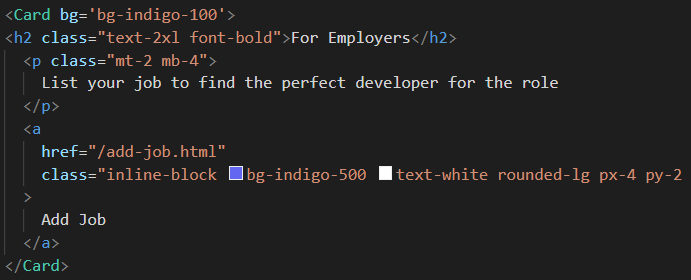 <Card bg='bg-indigo-100'>
<h2 class="text-2xl font-bold">For Employers</h2>
<p class="mt-2 mb-4">
List your job to find the perfect developer for the role
</p>
<a
href="/add-job.html"
class="inline-block bg-indigo-500 text-white rounded-lg px-4 py-2
>
Add Job
</a>
</Card>